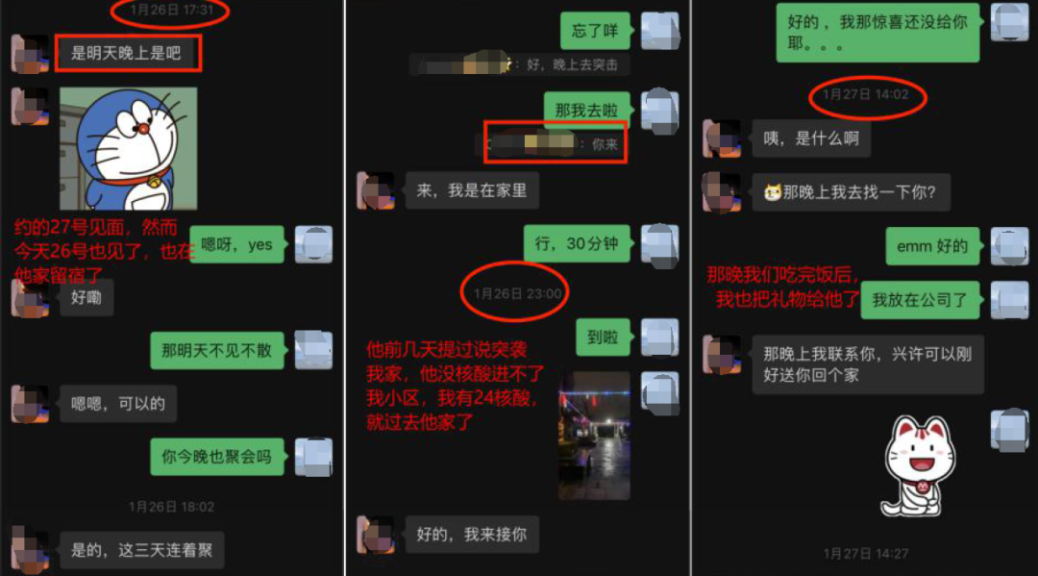 1月26日 17:31
是明天晚上是吧
约的27号见面，然而
今天26号也见了，也在
他家留宿了
嗯呀，yes
好嘞
那明天不见不散
嗯嗯，可以的
你今晚也聚会吗
1月26日 18:02
是的，这三天连着聚
忘了咩
：好，晚上去突击
那我去啦
：你来
来，我是在家里
行，30分钟
1月26日 23:00
到啦
他前几天提过说突袭
我家，他没核酸进不了
我小区，我有24核酸，
就过去他家了
好的，我来接你
好的，我那惊喜还没给你
耶。。。
1月27日 14:02
咦，是什么啊
那晚上我去找一下你？
emm 好的
那晚我们吃完饭后，
我也把礼物给他了
我放在公司了
那晚上我联系你，兴许可以刚
好送你回个家
1月27日 14:27